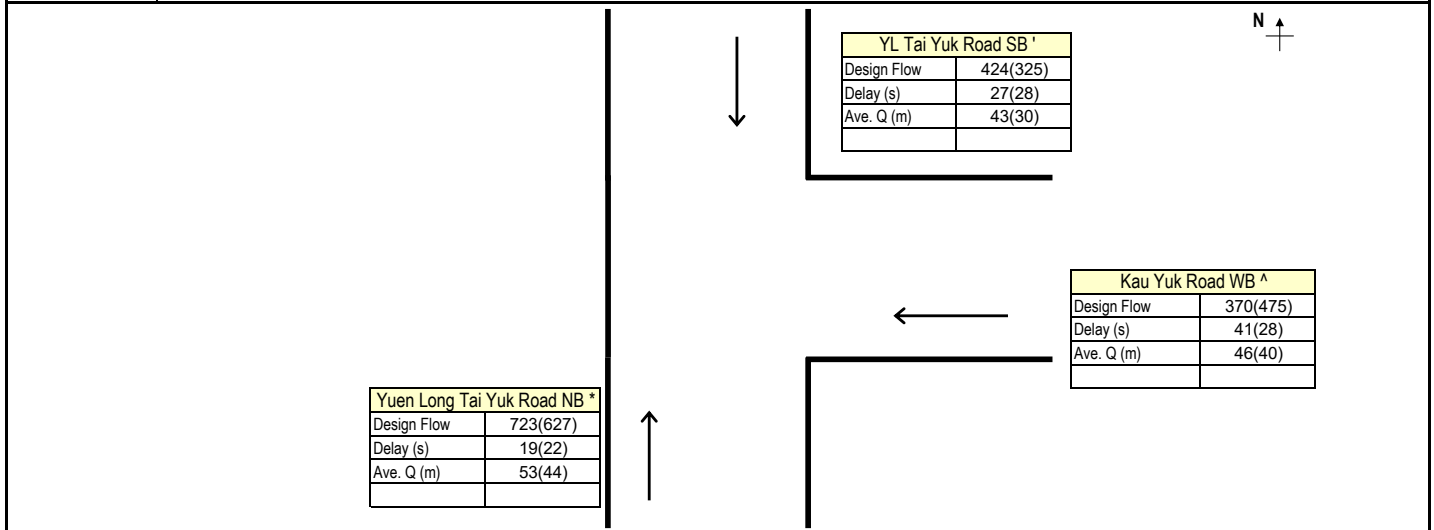 N
YL Tai Yuk Road SB '
Design Flow 424(325)
Delay (s) 27(28)
Ave. Q (m) 43(30)
Kau Yuk Road WB ^
Design Flow 370(475)
Delay (s) 41(28)
Ave. Q (m) 46(40)
Yuen Long Tai Yuk Road NB *
Design Flow 723(627)
Delay (s) 19(22)
Ave. Q (m) 53(44)